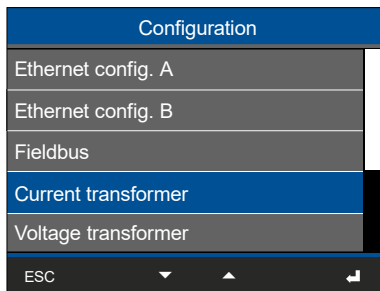 Configuration
Ethernet config. A
Ethernet config. B
Fieldbus
Current transformer
Voltage transformer
ESC